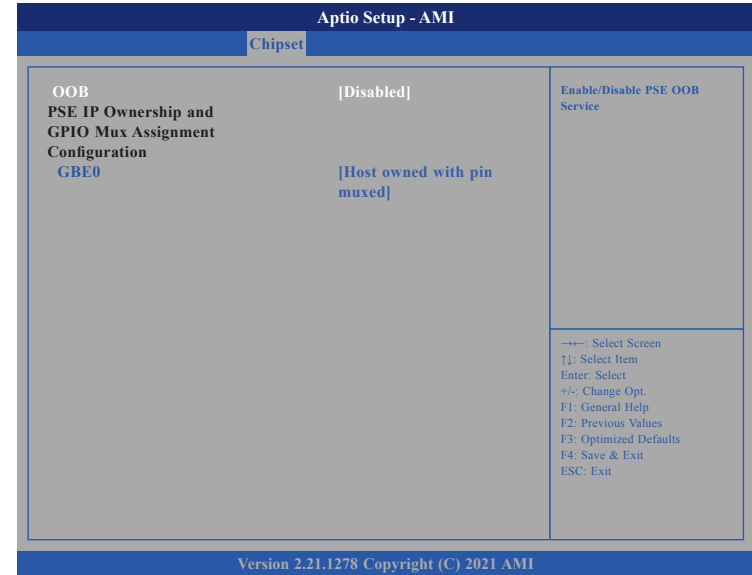 Aptio Setup - AMI
Chipset
OOB [Disabled]
PSE IP Ownership and
GPIO Mux Assignment
Configuration
GBE0 [Host owned with pin
muxed]
Enable/Disable PSE OOB
Service
→←: Select Screen
↑↓: Select Item
Enter: Select
+/-: Change Opt.
F1: General Help
F2: Previous Values
F3: Optimized Defaults
F4: Save & Exit
ESC: Exit
Version 2.21.1278 Copyright (C) 2021 AMI